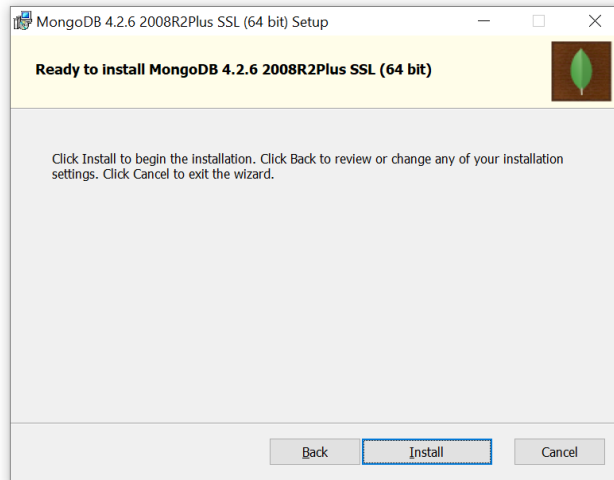 MongoDB 4.2.6 2008R2Plus SSL (64 bit) Setup
Ready to install MongoDB 4.2.6 2008R2Plus SSL (64 bit)
Click Install to begin the installation. Click Back to review or change any of your installation
settings. Click Cancel to exit the wizard.
Back
Install
Cancel